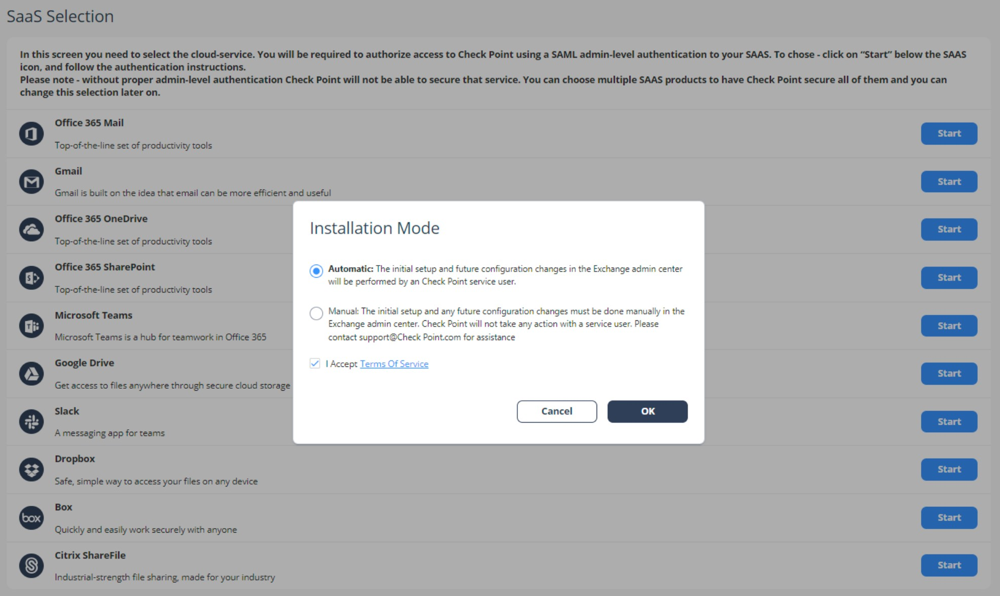 SaaS Selection
In this screen you need to select the cloud-service. You will be required to authorize access to Check Point using a SAML admin-level authentication to your SAAS. To chose - click on “Start” below the SAAS
icon, and follow the authentication instructions.
Please note - without proper admin-level authentication Check Point will not be able to secure that service. You can choose multiple SAAS products to have Check Point secure all of them and you can
change this selection later on.
Office 365 Mail
Top-of-the-line set of productivity tools
Start
Gmail
Gmail is built on the idea that email can be more efficient and useful
Start
Office 365 OneDrive
Top-of-the-line set of productivity tools
Start
Office 365 SharePoint
Top-of-the-line set of productivity tools
Start
Microsoft Teams
Microsoft Teams is a hub for teamwork in Office 365
Start
Google Drive
Get access to files anywhere through secure cloud storage
Start
Slack
A messaging app for teams
Start
Dropbox
Safe, simple way to access your files on any device
Start
box
Box
Quickly and easily work securely with anyone
Start
Citrix ShareFile
Industrial-strength file sharing, made for your industry
Start
Installation Mode
Automatic: The initial setup and future configuration changes in the Exchange admin center
will be performed by an Check Point service user.
Manual: The initial setup and any future configuration changes must be done manually in the
Exchange admin center. Check Point will not take any action with a service user. Please
contact support@Check Point.com for assistance
I Accept Terms Of Service
Cancel
OK